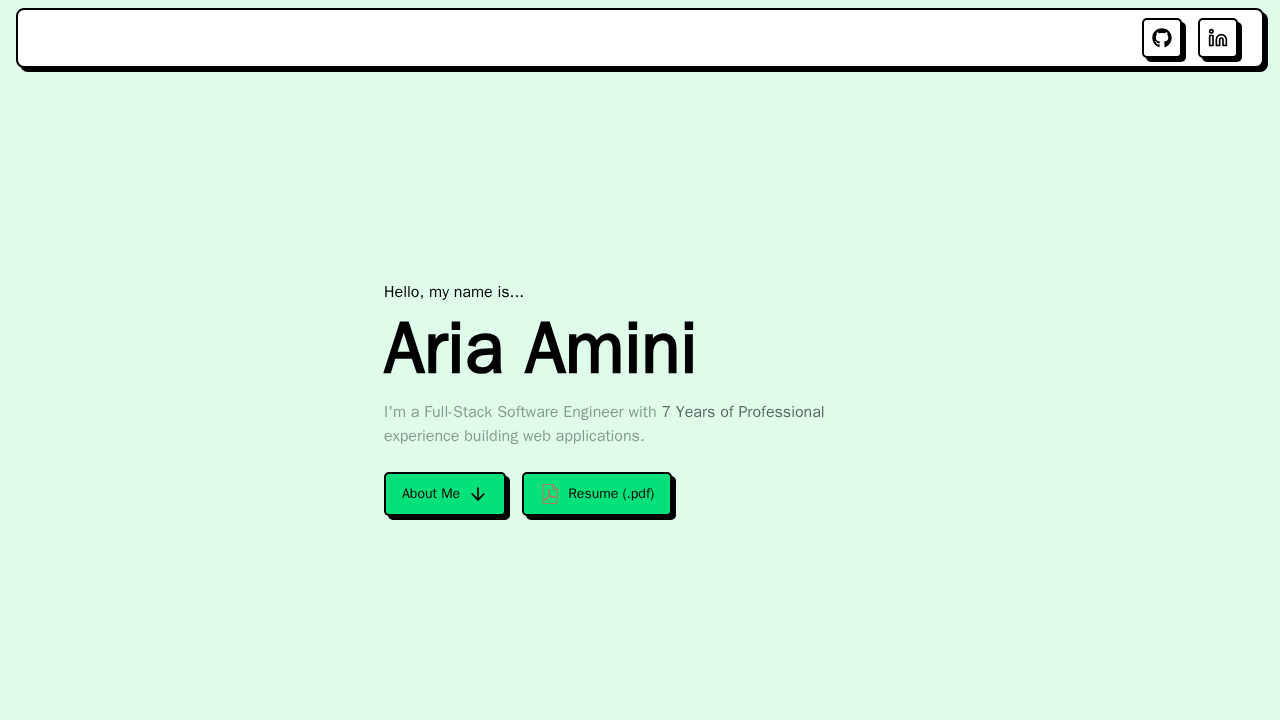 Hello, my name is...
Aria Amini
I'm a Full-Stack Software Engineer with 7 Years of Professional
experience building web applications.
About Me
Resume (.pdf)